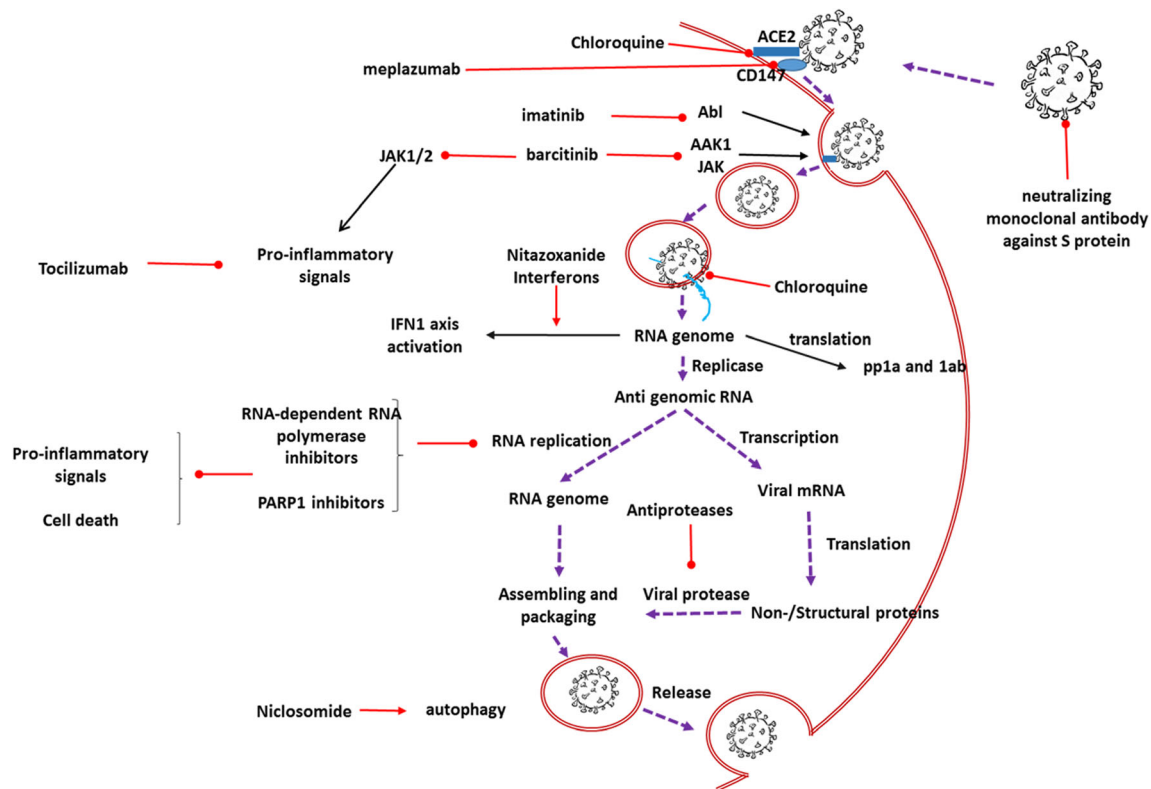 ACE2
Chloroquine
meplazumab
CD147
imatinib
Abl
JAK1/2
barcitinib
AAK1
JAK
neutralizing
monoclonal antibody
against S protein
Tocilizumab
Pro-inflammatory
signals
Nitazoxanide
Interferons
Chloroquine
IFN1 axis
activation
RNA genome
translation
pp1a and 1ab
Replicase
Anti genomic RNA
RNA-dependent RNA
polymerase
inhibitors
PARP1 inhibitors
Pro-inflammatory
signals
Cell death
RNA replication
Transcription
RNA genome
Viral mRNA
Antiproteases
Translation
Assembling and
packaging
Viral protease
Non-/Structural proteins
Release
Niclosomide
autophagy